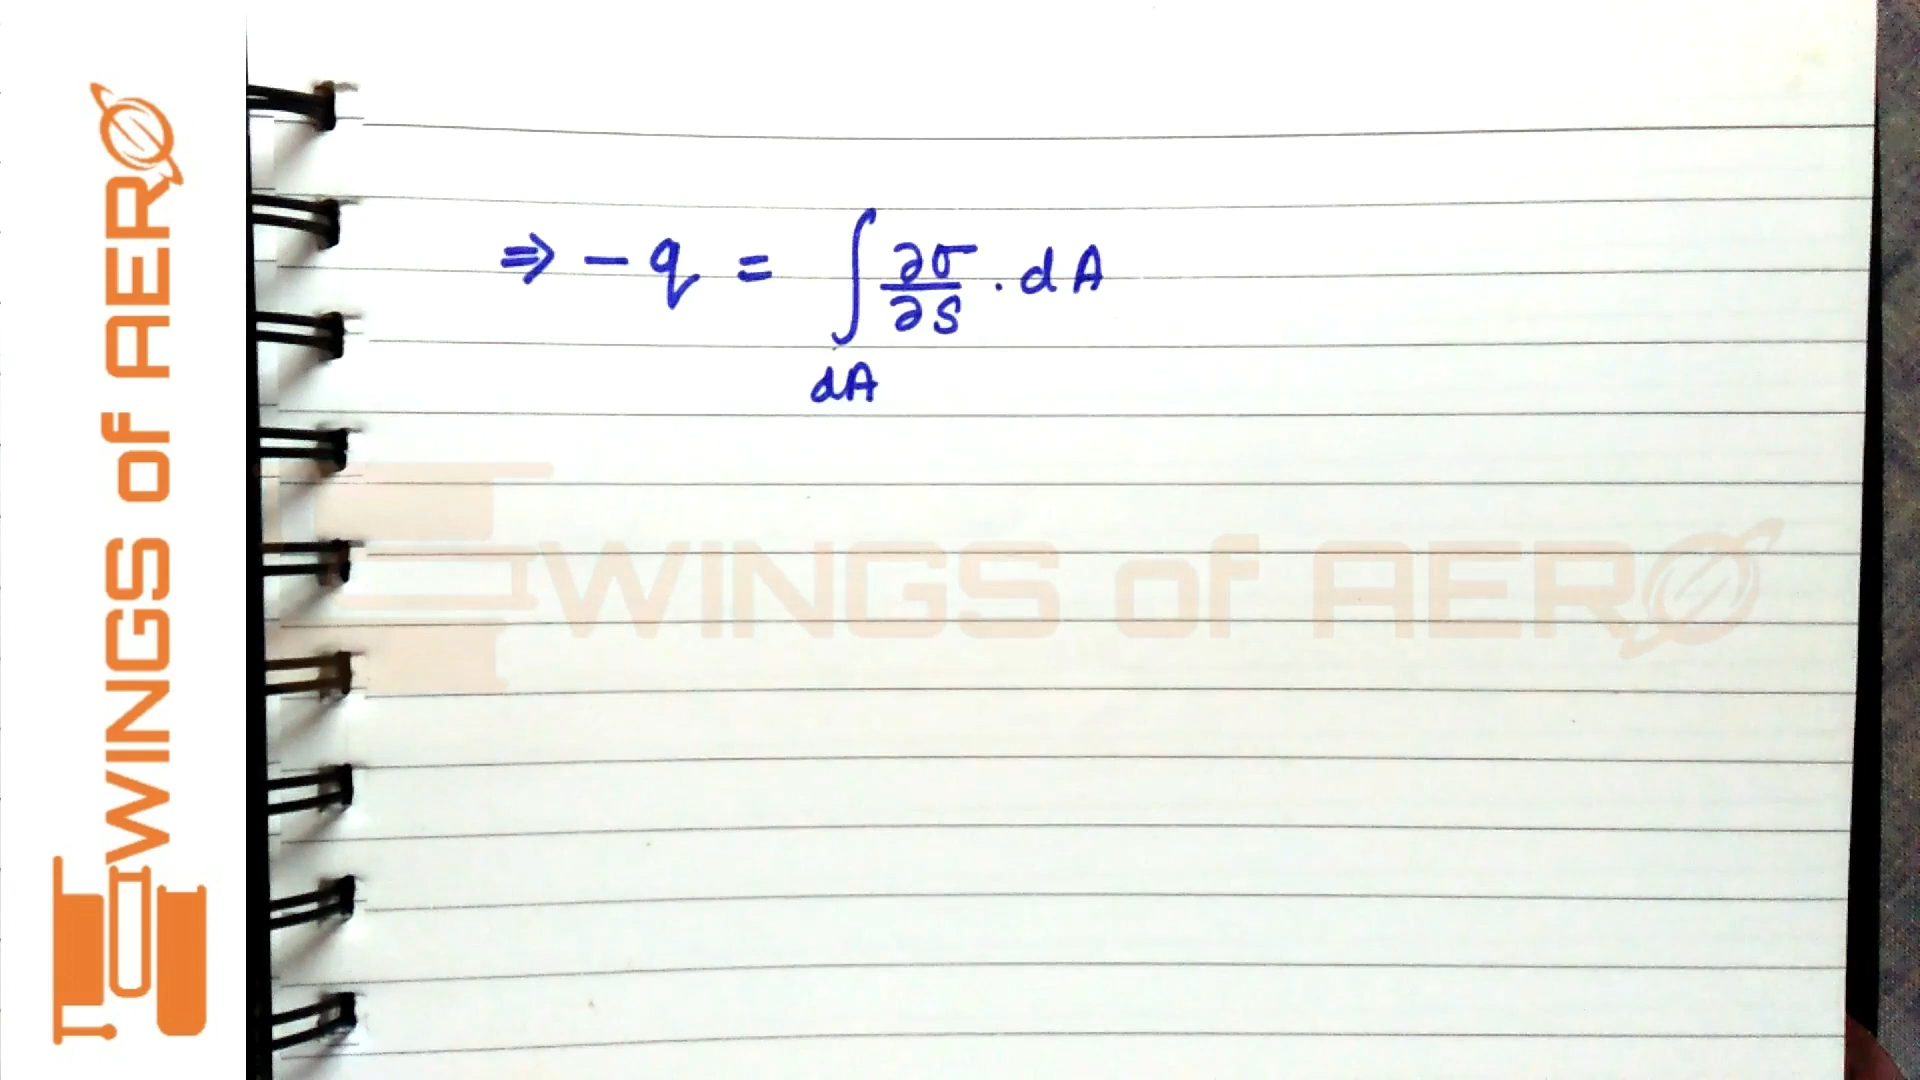 WINGS of AERO
⇒ - q = ∫ ∂σ/∂S . dA
dA
WINGS of AERO